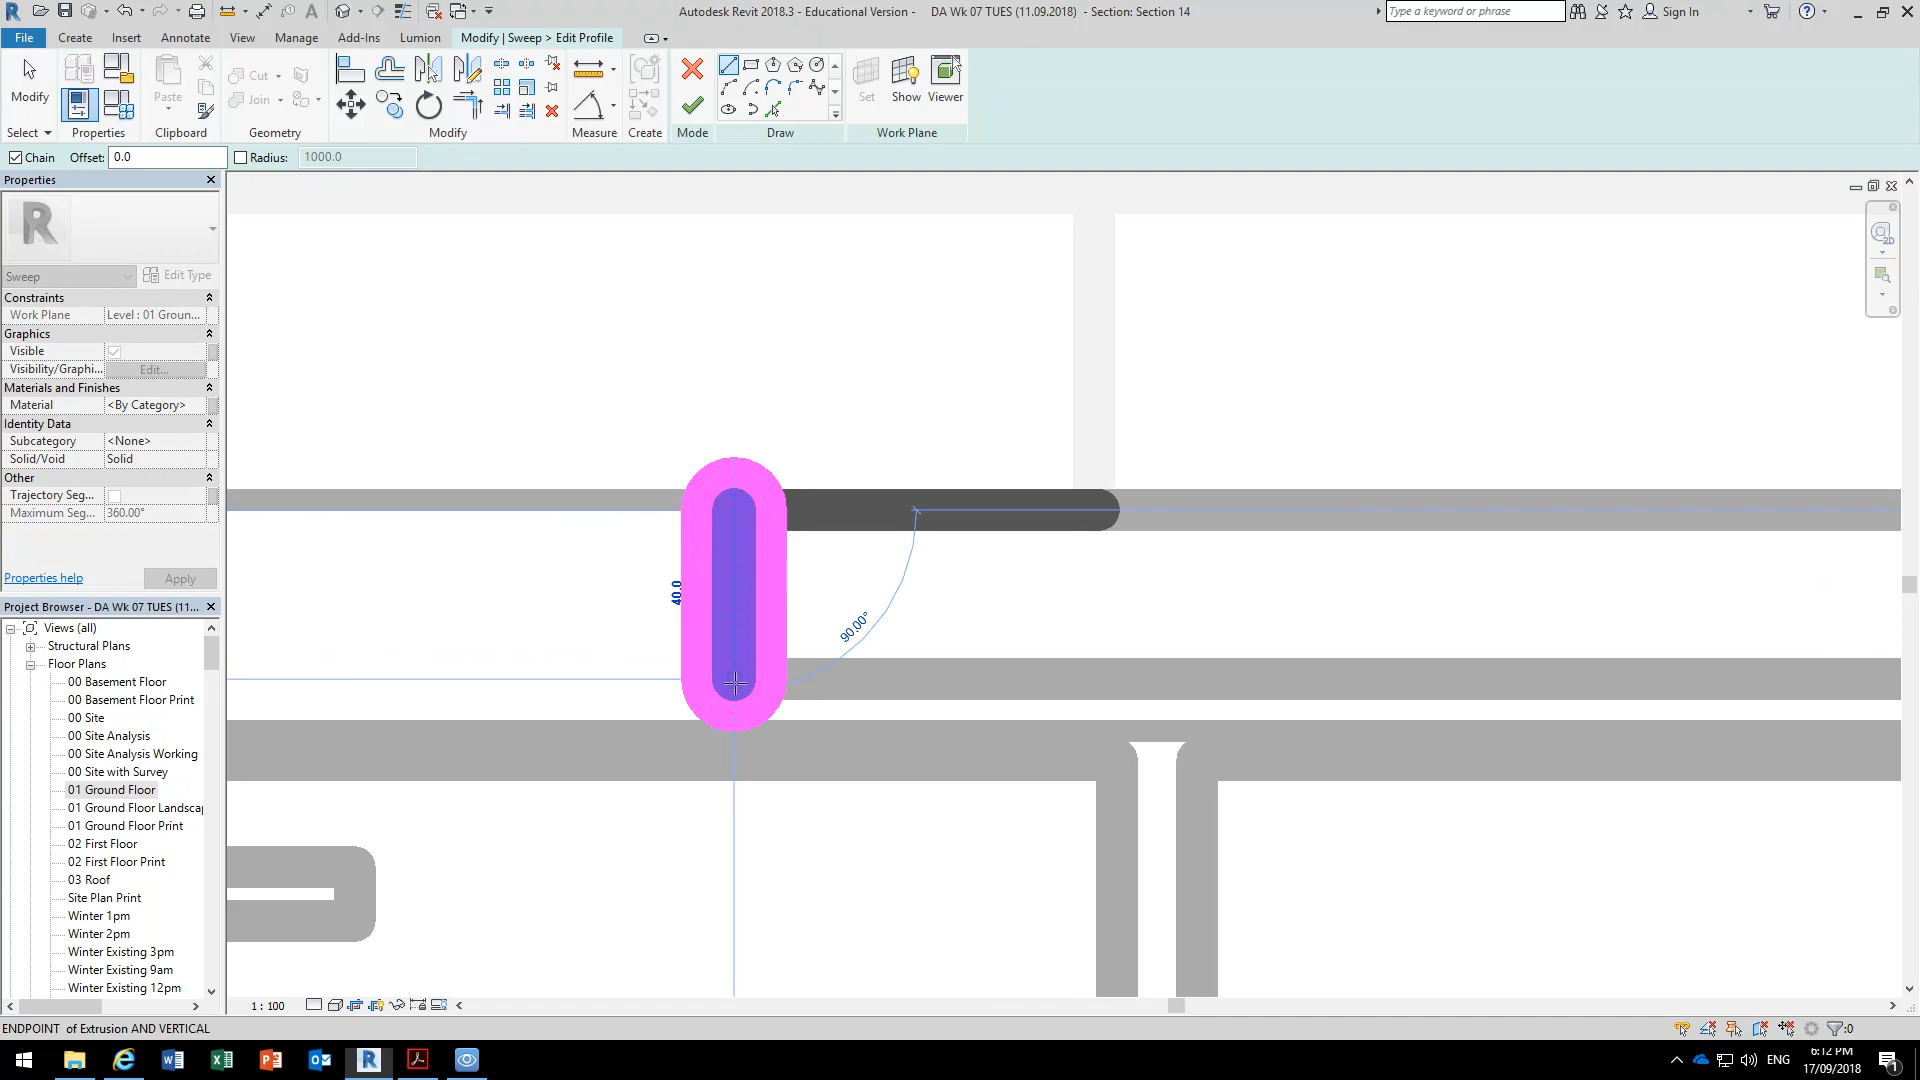 Autodesk Revit 2018.3 - Educational Version - DA Wk 07 TUES (11.09.2018) - Section: Section 14
Type a keyword or phrase
Sign In
File Create Insert Annotate View Manage Add-Ins Lumion Modify | Sweep > Edit Profile
Modify
Paste
Cut
Join
Set Show Viewer
Select Properties Clipboard Geometry Modify Measure Create Mode Draw Work Plane
Chain Offset: 0.0 Radius: 1000.0
Properties
Sweep Edit Type
Constraints
Work Plane Level : 01 Groun...
Graphics
Visible
Visibility/Graphi... Edit...
Materials and Finishes
Material <By Category>
Identity Data
Subcategory <None>
Solid/Void Solid
Other
Trajectory Seg...
Maximum Seg... 360.00°
Properties help Apply
Project Browser - DA Wk 07 TUES (11...
Views (all)
Structural Plans
Floor Plans
00 Basement Floor
00 Basement Floor Print
00 Site
00 Site Analysis
00 Site Analysis Working
00 Site with Survey
01 Ground Floor
01 Ground Floor Landscap
01 Ground Floor Print
02 First Floor
02 First Floor Print
03 Roof
Site Plan Print
Winter 1pm
Winter 2pm
Winter Existing 3pm
Winter Existing 9am
Winter Existing 12pm
40.0
90.00°
2D
1 : 100
ENDPOINT of Extrusion AND VERTICAL
:0
ENG
6:12 PM
17/09/2018
1